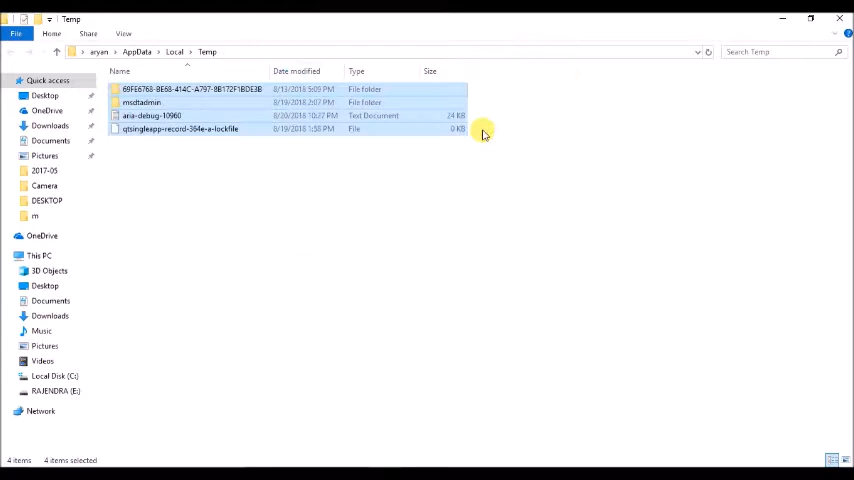 Temp
File Home Share View
aryan AppData Local Temp Search Temp
Name Date modified Type Size
Quick access
Desktop
OneDrive
Downloads
Documents
Pictures
2017-05
Camera
DESKTOP
m
OneDrive
This PC
3D Objects
Desktop
Documents
Downloads
Music
Pictures
Videos
Local Disk (C:)
RAJENDRA (E:)
Network
69FE6768-BE68-414C-A797-8B172F1BDE3B 8/13/2018 5:09 PM File folder
msdtadmin 8/19/2018 2:07 PM File folder
aria-debug-10960 8/20/2018 10:27 PM Text Document 24 KB
qtsingleapp-record-364e-a-lockfile 8/19/2018 1:58 PM File 0 KB
4 items 4 items selected